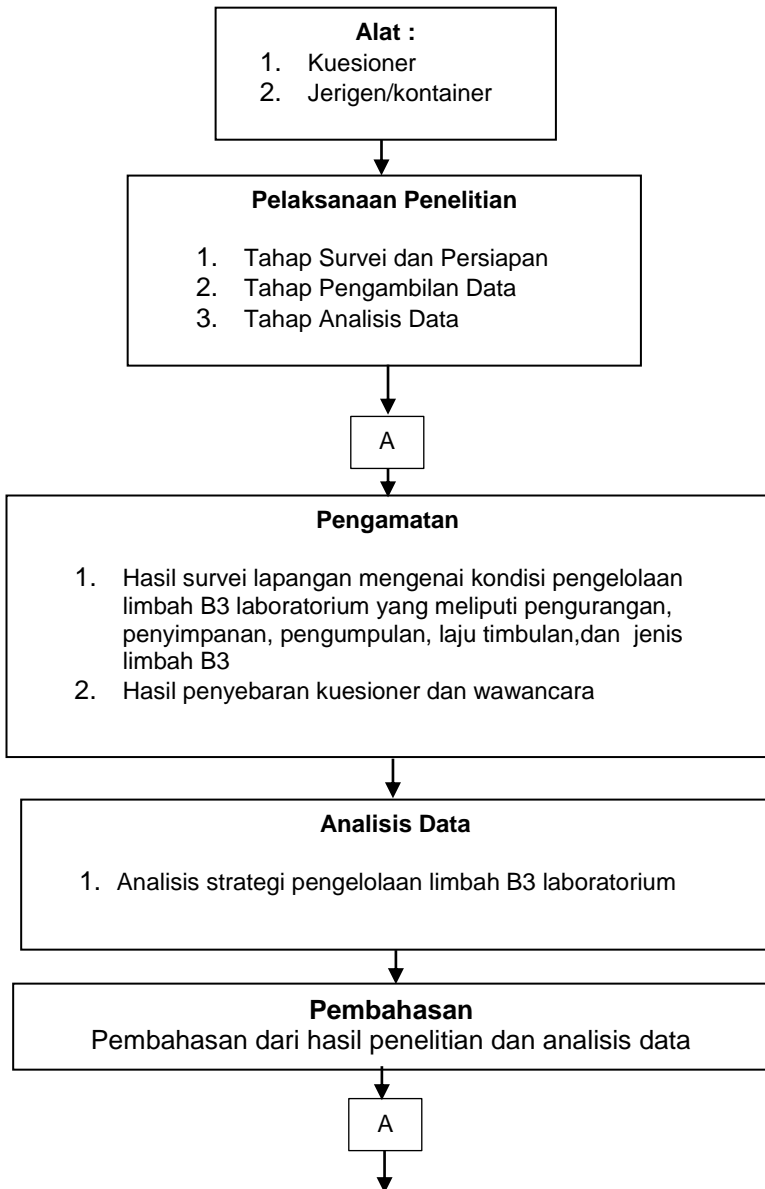 Alat :
1. Kuesioner
2. Jerigen/kontainer
Pelaksanaan Penelitian
1. Tahap Survei dan Persiapan
2. Tahap Pengambilan Data
3. Tahap Analisis Data
A
Pengamatan
1. Hasil survei lapangan mengenai kondisi pengelolaan
limbah B3 laboratorium yang meliputi pengurangan,
penyimpanan, pengumpulan, laju timbulan,dan jenis
limbah B3
2. Hasil penyebaran kuesioner dan wawancara
Analisis Data
1. Analisis strategi pengelolaan limbah B3 laboratorium
Pembahasan
Pembahasan dari hasil penelitian dan analisis data
A